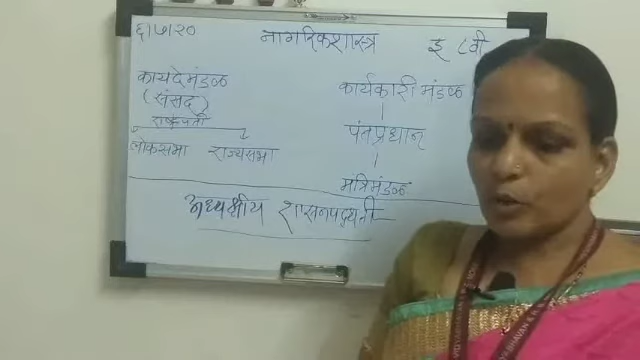 ६।७।२० नागरिकशास्त्र इ ८वी
कायदेमंडळ
(संसद)
राष्ट्रपती
लोकसभा राज्यसभा
कार्यकारी मंडळ
पंतप्रधान
मंत्रिमंडळ
अध्यक्षीय शासनपद्धती
BHAVAN